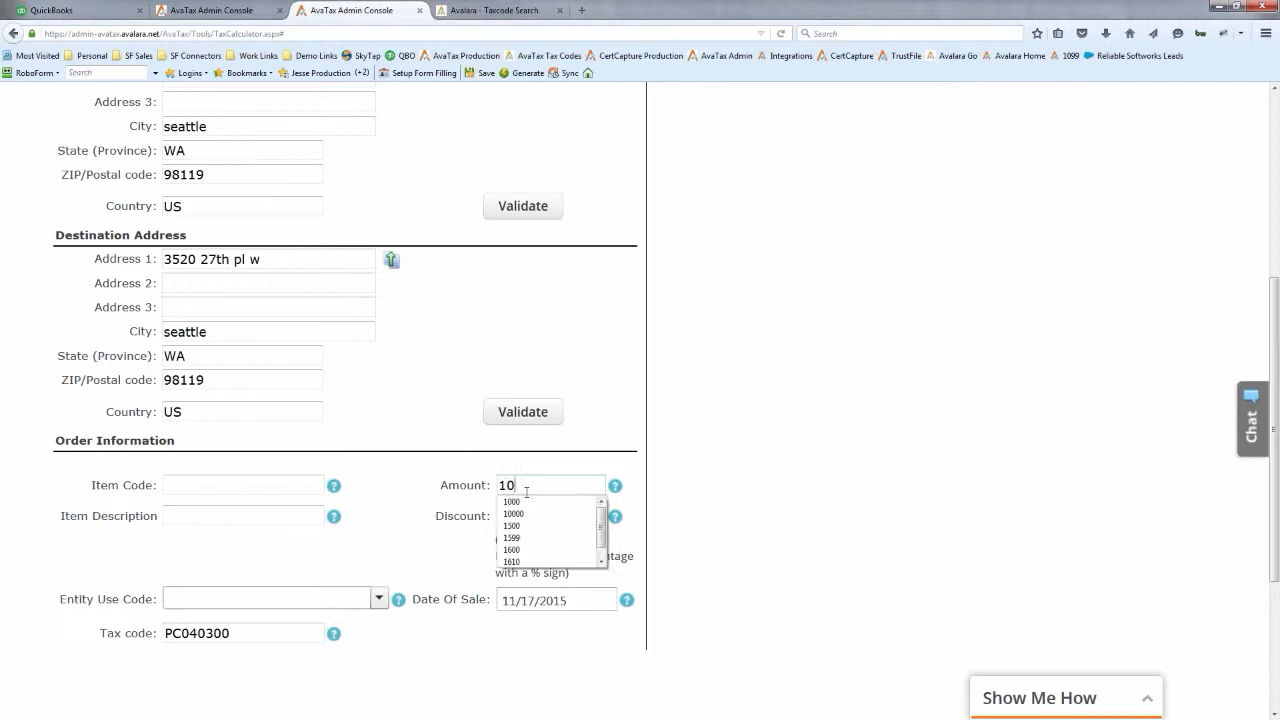 QuickBooks × AvaTax Admin Console × AvaTax Admin Console × Avalara - Taxcode Search × +
https://admin-avatax.avalara.net/AvaTax/Tools/TaxCalculator.aspx# Search
Most Visited Personal SF Sales SF Connectors Work Demo Links SkyTap QBO AvaTax Production AvaTax Tax Codes CertCapture Production AvaTax Admin Integrations CertCapture TrustFile Avalara Go Avalara Home 1099 Reliable Softworks Leads
RoboForm Search Logins Bookmarks Jesse Production (+2) Setup Form Filling Save Generate Sync
Address 3:
City: seattle
State (Province): WA
ZIP/Postal code: 98119
Country: US Validate
Destination Address
Address 1: 3520 27th pl w
Address 2:
Address 3:
City: seattle
State (Province): WA
ZIP/Postal code: 98119
Country: US Validate
Order Information
Item Code: ? Amount: 10 ?
1000
10000
Item Description ? Discount: ?
1500
1599
1600
1610
ntage
with a % sign)
Entity Use Code: ? Date Of Sale: 11/17/2015 ?
Tax code: PC040300 ?
Chat
Show Me How